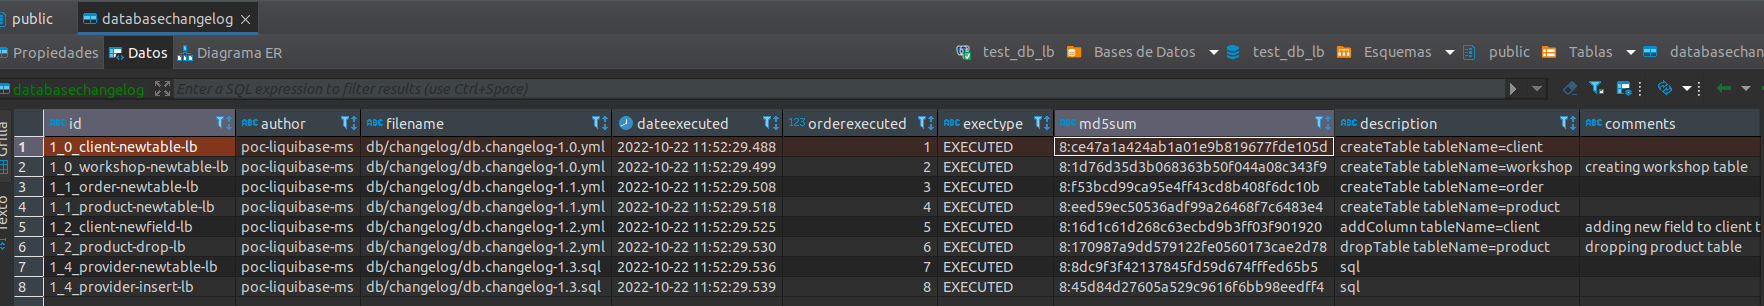 public databasechangelog
Propiedades Datos Diagrama ER test_db_lb Bases de Datos test_db_lb Esquemas public Tablas databasechan
databasechangelog Enter a SQL expression to filter results (use Ctrl+Space)
Grilla
Texto
ABC id ABC author ABC filename dateexecuted 123 orderexecuted ABC exectype ABC md5sum ABC description ABC comments
1 1_0_client-newtable-lb poc-liquibase-ms db/changelog/db.changelog-1.0.yml 2022-10-22 11:52:29.488 1 EXECUTED 8:ce47a1a424ab1a01e9b819677fde105d createTable tableName=client
2 1_0_workshop-newtable-lb poc-liquibase-ms db/changelog/db.changelog-1.0.yml 2022-10-22 11:52:29.499 2 EXECUTED 8:1d76d35d3b068363b50f044a08c343f9 createTable tableName=workshop creating workshop table
3 1_1_order-newtable-lb poc-liquibase-ms db/changelog/db.changelog-1.1.yml 2022-10-22 11:52:29.508 3 EXECUTED 8:f53bcd99ca95e4ff43cd8b408f6dc10b createTable tableName=order
4 1_1_product-newtable-lb poc-liquibase-ms db/changelog/db.changelog-1.1.yml 2022-10-22 11:52:29.518 4 EXECUTED 8:eed59ec50536adf99a26468f7c6483e4 createTable tableName=product
5 1_2_client-newfield-lb poc-liquibase-ms db/changelog/db.changelog-1.2.yml 2022-10-22 11:52:29.525 5 EXECUTED 8:16d1c61d268c63ecbd9b3ff03f901920 addColumn tableName=client adding new field to client t
6 1_2_product-drop-lb poc-liquibase-ms db/changelog/db.changelog-1.2.yml 2022-10-22 11:52:29.530 6 EXECUTED 8:170987a9dd579122fe0560173cae2d78 dropTable tableName=product dropping product table
7 1_4_provider-newtable-lb poc-liquibase-ms db/changelog/db.changelog-1.3.sql 2022-10-22 11:52:29.536 7 EXECUTED 8:8dc9f3f42137845fd59d674fffed65b5 sql
8 1_4_provider-insert-lb poc-liquibase-ms db/changelog/db.changelog-1.3.sql 2022-10-22 11:52:29.539 8 EXECUTED 8:45d84d27605a529c9616f6bb98eedff4 sql